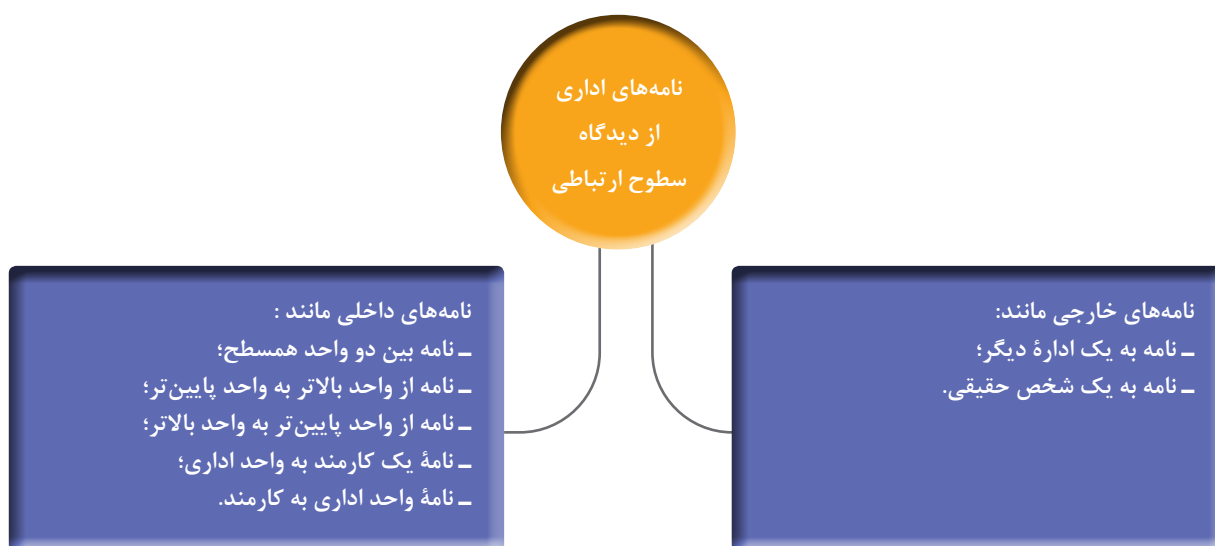 نامه‌های اداری
از دیدگاه
سطوح ارتباطی
نامه‌های خارجی مانند:
ـ نامه به یک ادارهٔ دیگر؛
ـ نامه به یک شخص حقیقی.
نامه‌های داخلی مانند :
ـ نامه بین دو واحد همسطح؛
ـ نامه از واحد بالاتر به واحد پایین‌تر؛
ـ نامه از واحد پایین‌تر به واحد بالاتر؛
ـ نامهٔ یک کارمند به واحد اداری؛
ـ نامهٔ واحد اداری به کارمند.